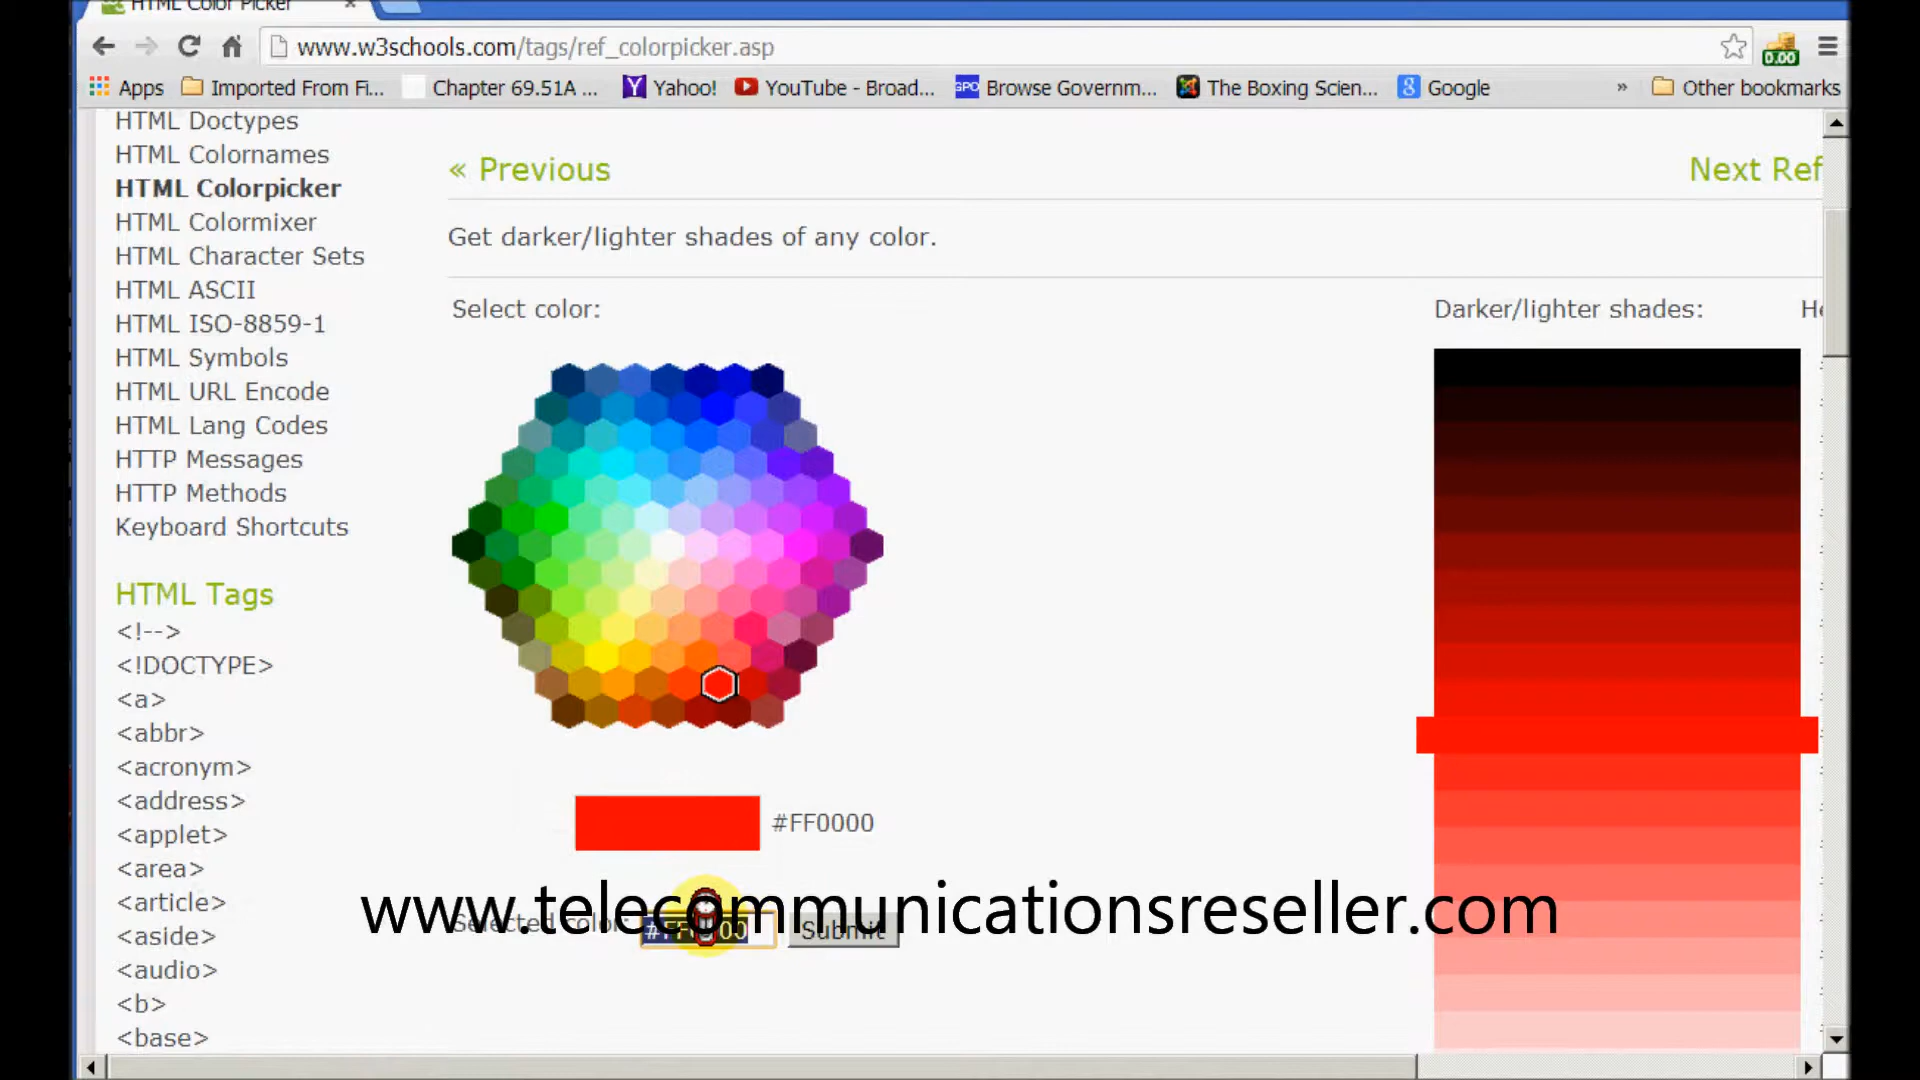 HTML Color Picker
www.w3schools.com/tags/ref_colorpicker.asp
0.00
Apps Imported From Fi... Chapter 69.51A ... Yahoo! YouTube - Broad... GPO Browse Governm... The Boxing Scien... Google » Other bookmarks
HTML Doctypes
HTML Colornames
HTML Colorpicker
HTML Colormixer
HTML Character Sets
HTML ASCII
HTML ISO-8859-1
HTML Symbols
HTML URL Encode
HTML Lang Codes
HTTP Messages
HTTP Methods
Keyboard Shortcuts
HTML Tags
<!-->
<!DOCTYPE>
<a>
<abbr>
<acronym>
<address>
<applet>
<area>
<article>
<aside>
<audio>
<b>
<base>
« Previous
Next Ref
Get darker/lighter shades of any color.
Select color:
Darker/lighter shades:
He
#FF0000
Selected color: Submit
www.telecommunicationsreseller.com